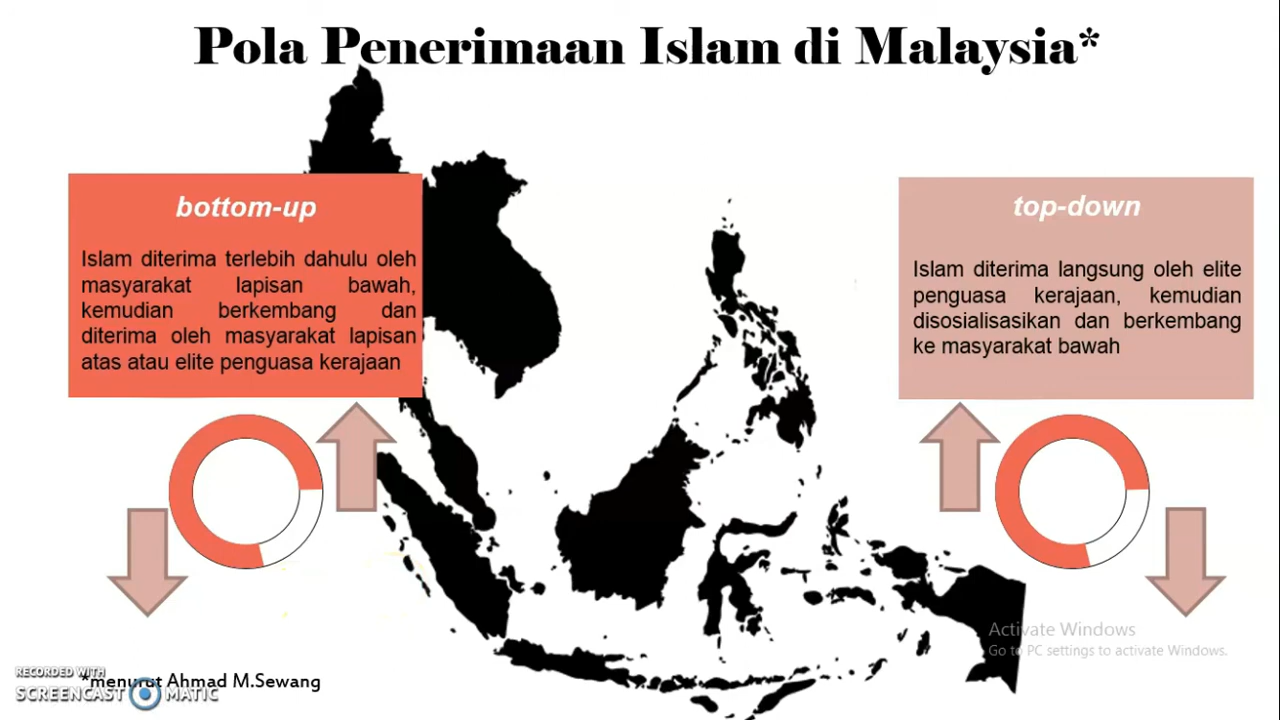 Pola Penerimaan Islam di Malaysia*
bottom-up
Islam diterima terlebih dahulu oleh
masyarakat lapisan bawah,
kemudian berkembang dan
diterima oleh masyarakat lapisan
atas atau elite penguasa kerajaan
top-down
Islam diterima langsung oleh elite
penguasa kerajaan, kemudian
disosialisasikan dan berkembang
ke masyarakat bawah
Activate Windows
Go to PC settings to activate Windows.
RECORDED WITH
SCREENCAST MATIC
*menurut Ahmad M.Sewang